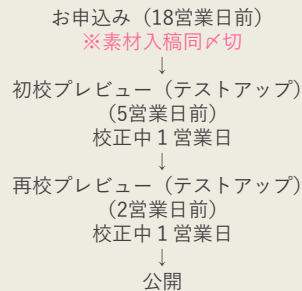 お申込み（18営業日前）
※素材入稿同〆切
↓
初校プレビュー（テストアップ）
（5営業日前）
校正中１営業日
↓
再校プレビュー（テストアップ）
（2営業日前）
校正中１営業日
↓
公開